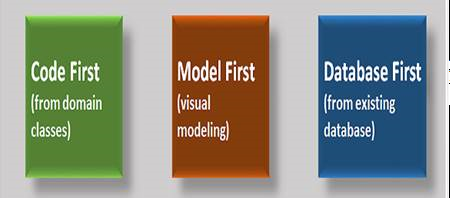 Code First
(from domain
classes)
Model First
(visual
modeling)
Database First
(from existing
database)